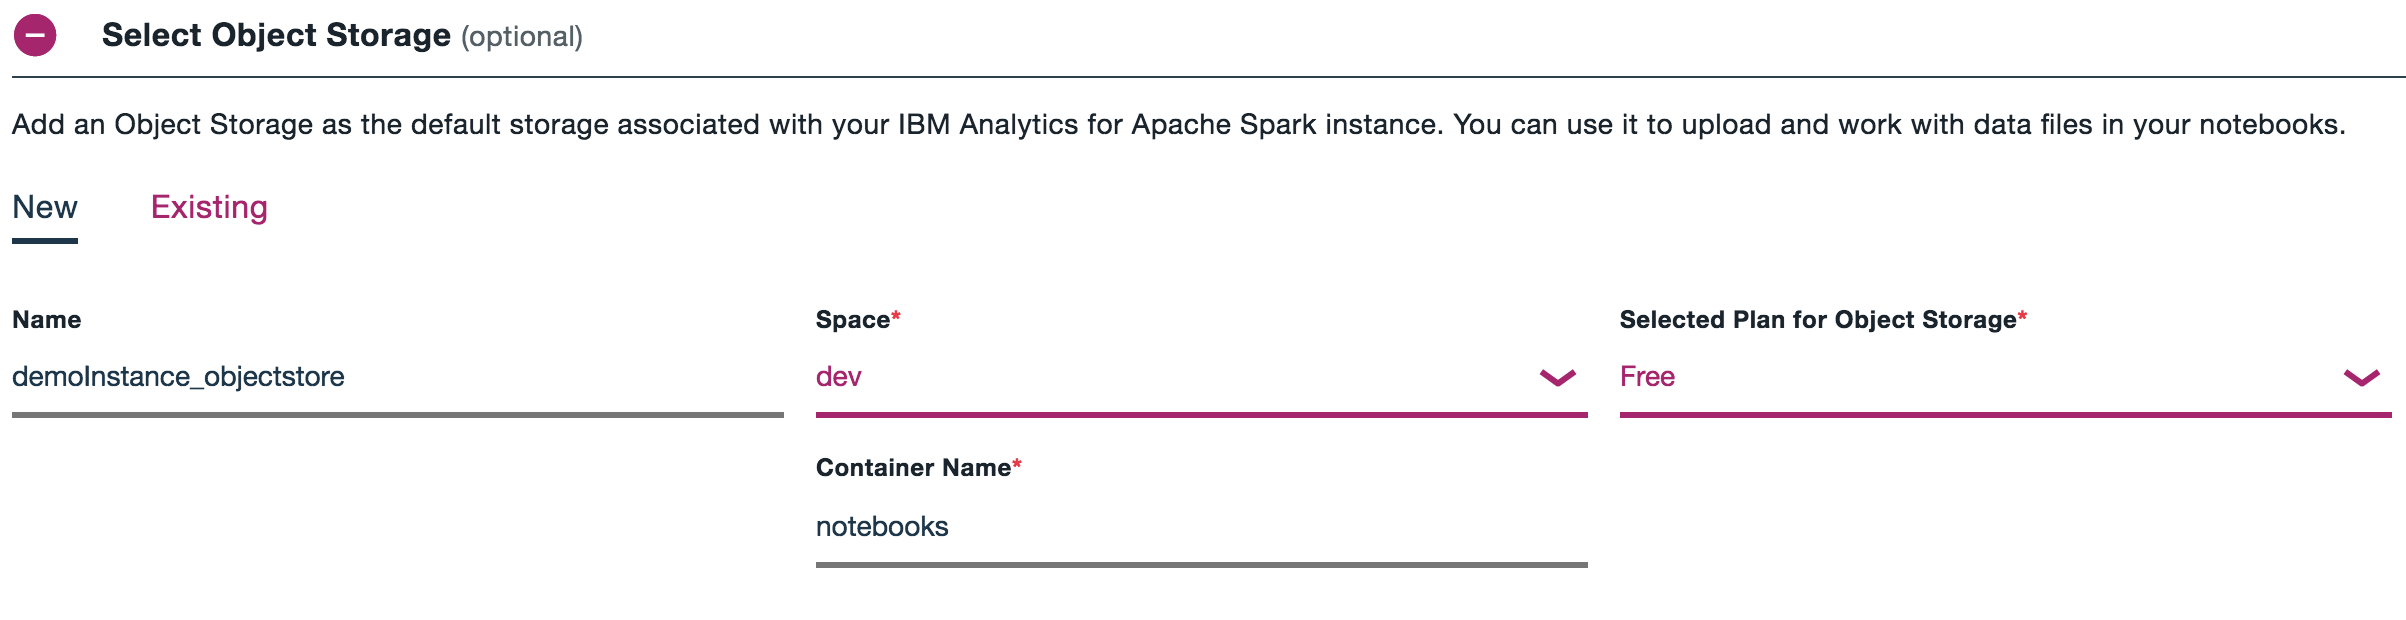 Select Object Storage (optional)
Add an Object Storage as the default storage associated with your IBM Analytics for Apache Spark instance. You can use it to upload and work with data files in your notebooks.
New Existing
Name Space* Selected Plan for Object Storage*
demoInstance_objectstore dev Free
Container Name*
notebooks